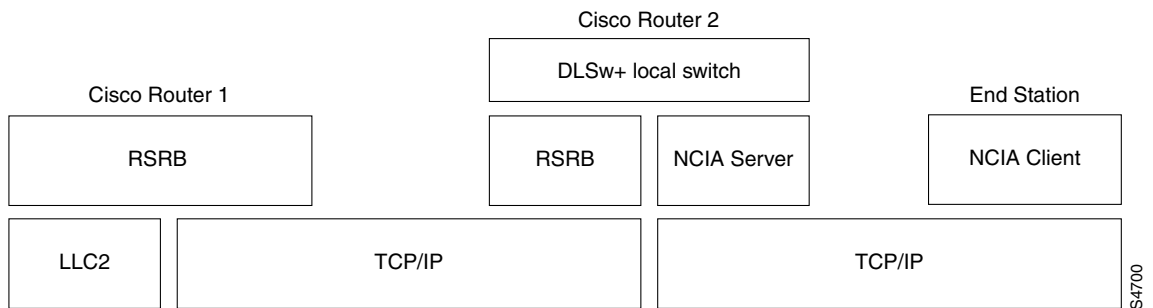 Cisco Router 2
DLSw+ local switch
Cisco Router 1
End Station
RSRB
RSRB
NCIA Server
NCIA Client
LLC2
TCP/IP
TCP/IP
S4700